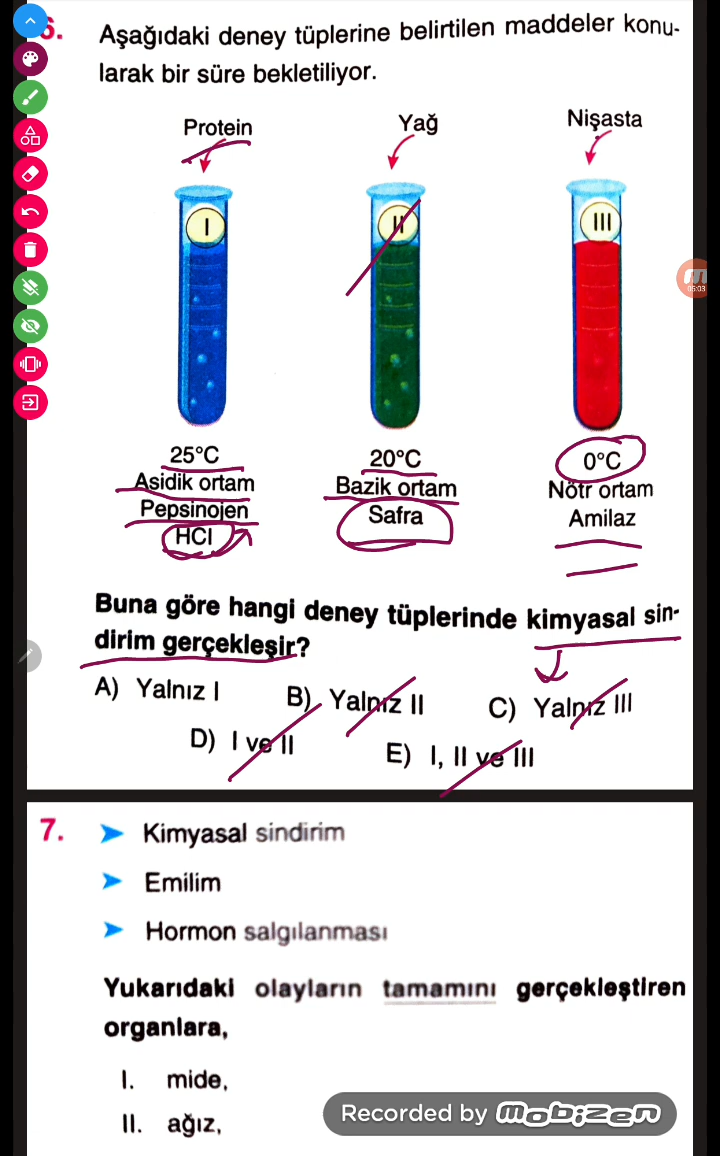 6.
Aşağıdaki deney tüplerine belirtilen maddeler konu-
larak bir süre bekletiliyor.
Protein Yağ Nişasta
I II III
05:03
25°C 20°C 0°C
Asidik ortam Bazik ortam Nötr ortam
Pepsinojen Safra Amilaz
HCl
Buna göre hangi deney tüplerinde kimyasal sin-
dirim gerçekleşir?
A) Yalnız I B) Yalnız II C) Yalnız III
D) I ve II E) I, II ve III
7.
➤ Kimyasal sindirim
➤ Emilim
➤ Hormon salgılanması
Yukarıdaki olayların tamamını gerçekleştiren
organlara,
I. mide,
II. ağız,
Recorded by mobizen